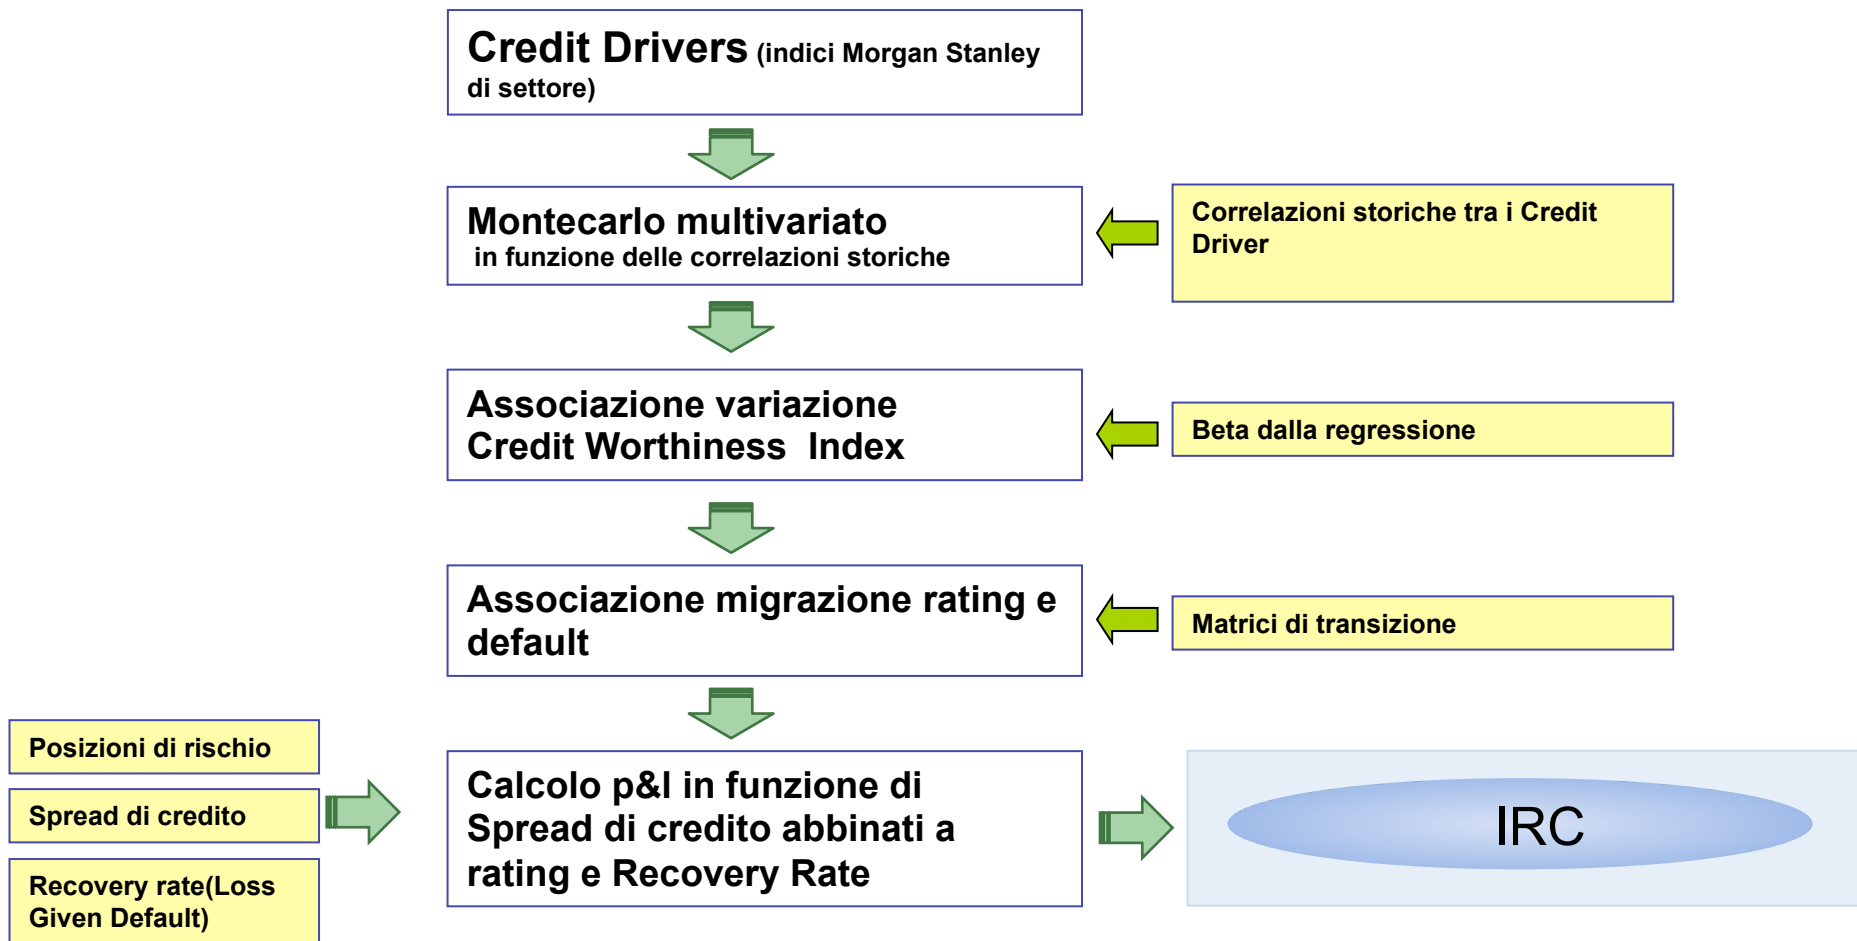 Credit Drivers (indici Morgan Stanley
di settore)
Montecarlo multivariato
in funzione delle correlazioni storiche
Correlazioni storiche tra i Credit
Driver
Associazione variazione
Credit Worthiness  Index
Beta dalla regressione
Associazione migrazione rating e
default
Matrici di transizione
Posizioni di rischio
Spread di credito
Recovery rate(Loss
Given Default)
Calcolo p&l in funzione di
Spread di credito abbinati a
rating e Recovery Rate
IRC